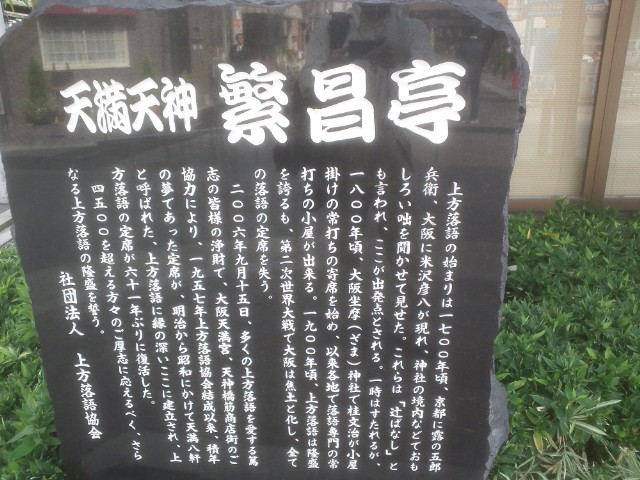 天満天神 繁昌亭
上方落語の始まりは一七〇〇年頃、京都に露の五郎
兵衛、大阪に米沢彦八が現れ、神社の境内などでおも
しろい咄を聞かせて見せた。これらは「辻ばなし」と
も言われ、ここが出発点とされる。一時はすたれるが、
一八〇〇年頃、大阪坐摩（ざま）神社で桂文治が小屋
掛けの常打ちの寄席を始め、以来各地で落語専門の常
打ちの小屋が出来る。一九〇〇年頃、上方落語は隆盛
を誇るも、第二次世界大戦で大阪は焦土と化し、全て
の落語の定席を失う。
二〇〇六年九月十五日、多くの上方落語を愛する篤
志の皆様の浄財で、大阪天満宮、天神橋筋商店街のご
協力により、一九五七年上方落語協会結成以来、積年
の夢であった定席が、明治から昭和にかけて天満八軒
と呼ばれた、上方落語に縁の深いここに建立され、上
方落語の定席が六十一年ぶりに復活した。
四五〇〇を超える方々のご厚志に応えるべく、さら
なる上方落語の隆盛を誓う。
社団法人 上方落語協会